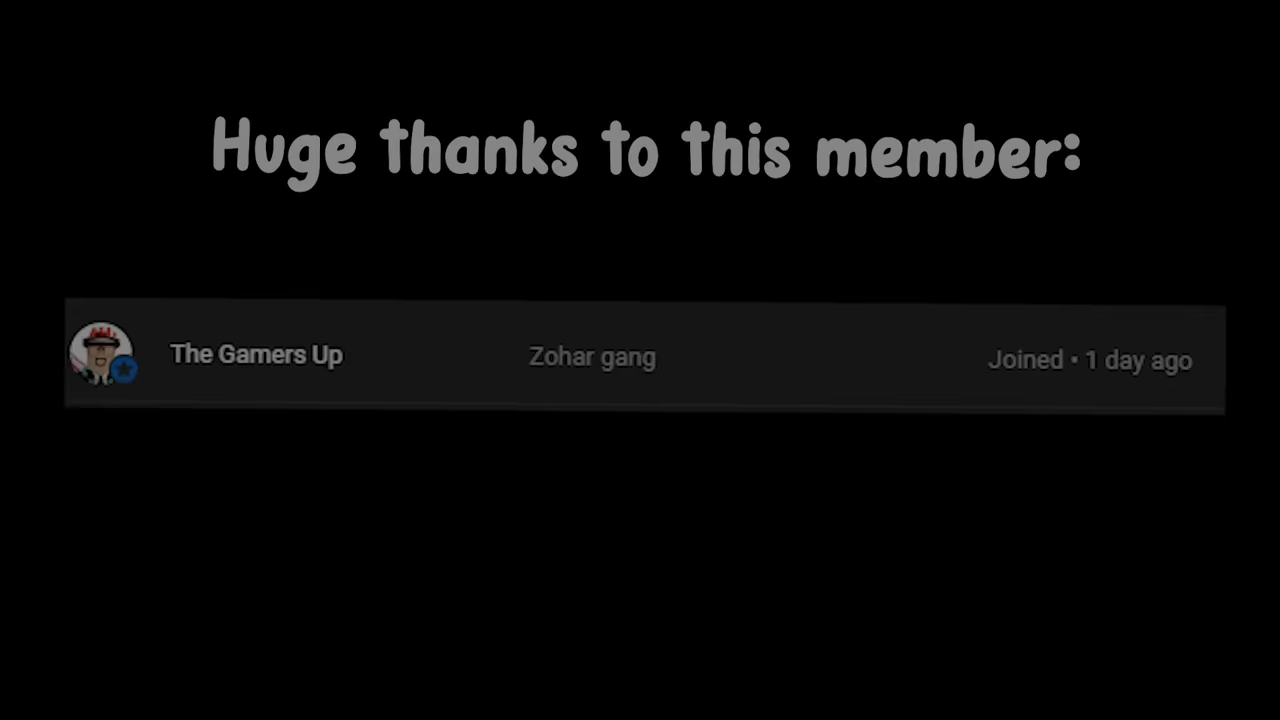 Huge thanks to this member:
The Gamers Up Zohar gang Joined • 1 day ago